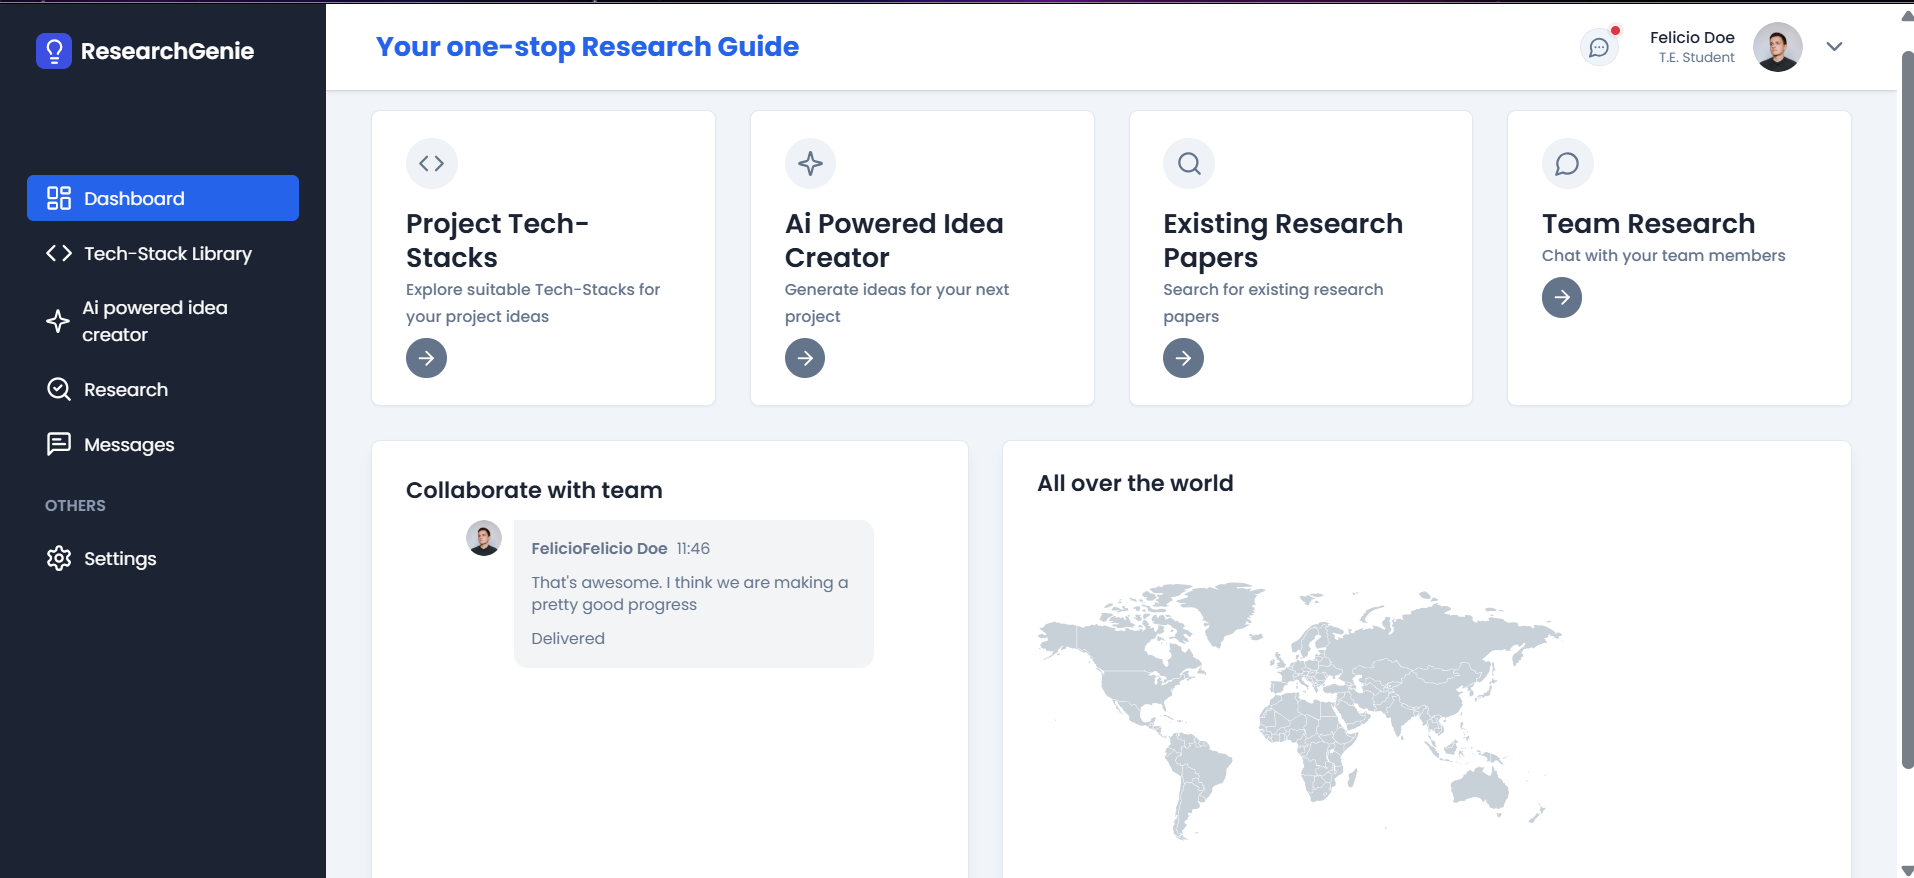 ResearchGenie
Your one-stop Research Guide
Felicio Doe
T.E. Student
Dashboard
Tech-Stack Library
Ai powered idea
creator
Research
Messages
OTHERS
Settings
Project Tech-
Stacks
Explore suitable Tech-Stacks for
your project ideas
Ai Powered Idea
Creator
Generate ideas for your next
project
Existing Research
Papers
Search for existing research
papers
Team Research
Chat with your team members
Collaborate with team
FelicioFelicio Doe 11:46
That's awesome. I think we are making a
pretty good progress
Delivered
All over the world